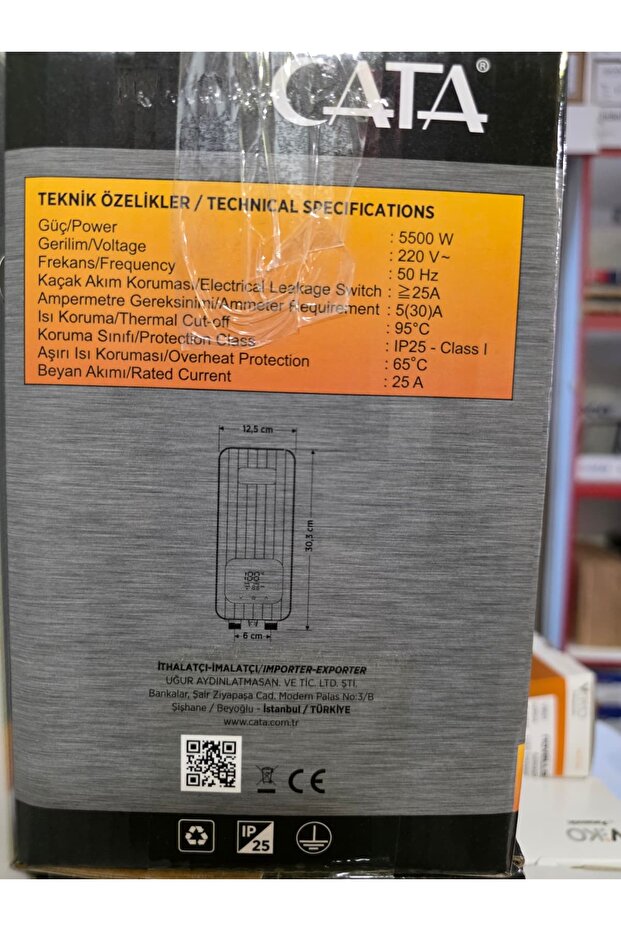 CATA®
TEKNİK ÖZELİKLER / TECHNICAL SPECIFICATIONS
Güç/Power : 5500 W
Gerilim/Voltage : 220 V~
Frekans/Frequency : 50 Hz
Kaçak Akım Koruması/Electrical Leakage Switch : ≧25A
Ampermetre Gereksinimi/Ammeter Requirement : 5(30)A
Isı Koruma/Thermal Cut-off : 95°C
Koruma Sınıfı/Protection Class : IP25 - Class I
Aşırı Isı Koruması/Overheat Protection : 65°C
Beyan Akımı/Rated Current : 25 A
12,5 cm
30,3 cm
6 cm
İTHALATÇI-İMALATÇI/IMPORTER-EXPORTER
UĞUR AYDINLATMASAN. VE TİC. LTD. ŞTİ.
Bankalar, Şair Ziyapaşa Cad. Modern Palas No:3/B
Şişhane / Beyoğlu - İstanbul / TÜRKİYE
www.cata.com.tr
CE
IP
25